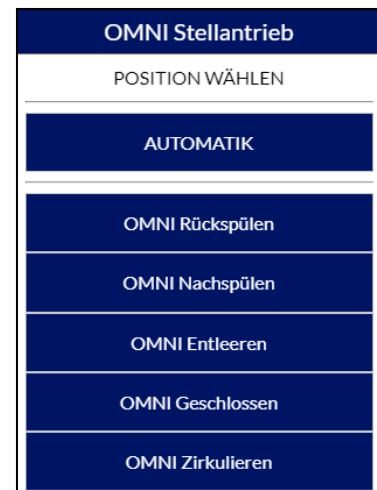 OMNI Stellantrieb
POSITION WÄHLEN
AUTOMATIK
OMNI Rückspülen
OMNI Nachspülen
OMNI Entleeren
OMNI Geschlossen
OMNI Zirkulieren